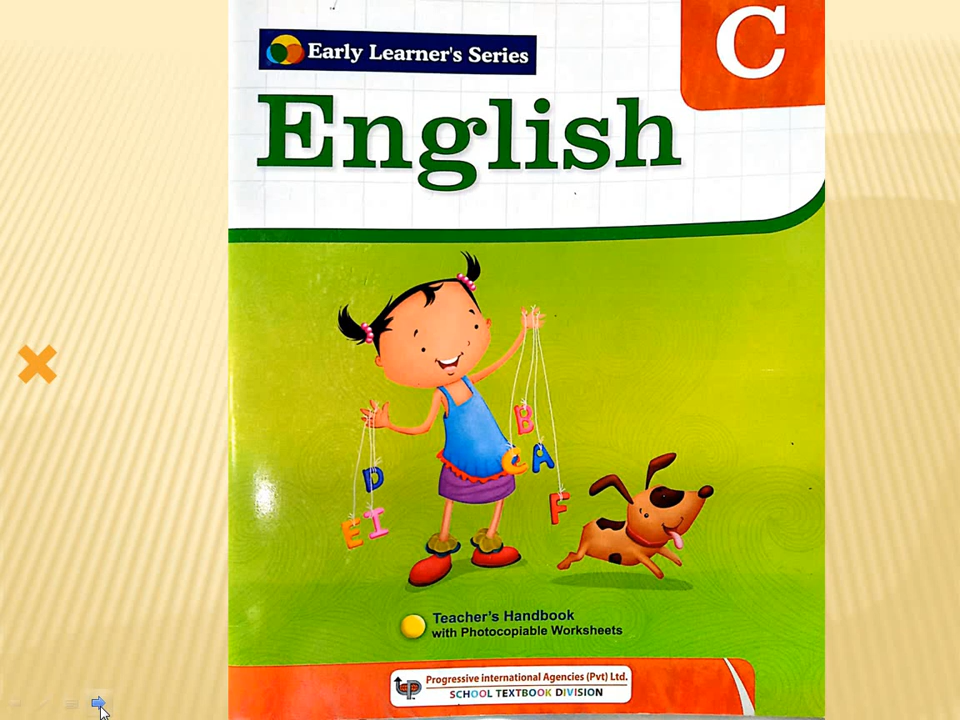 C
Early Learner's Series
English
B
C A
D
F
E I
Teacher's Handbook
with Photocopiable Worksheets
Progressive international Agencies (Pvt) Ltd.
SCHOOL TEXTBOOK DIVISION